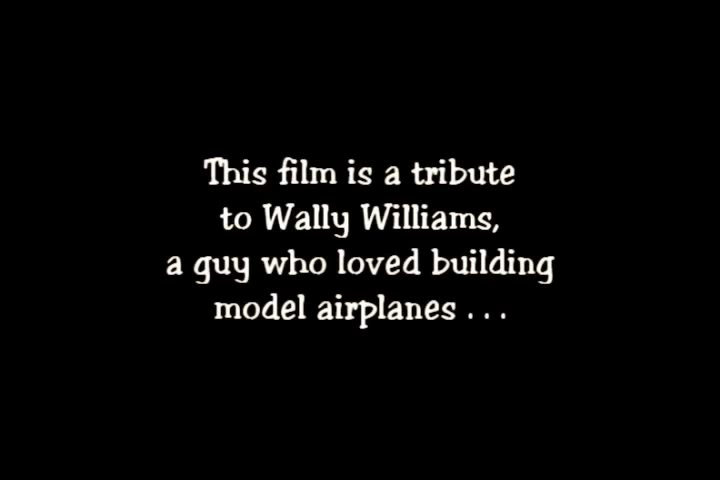 This film is a tribute
to Wally Williams,
a guy who loved building
model airplanes . . .